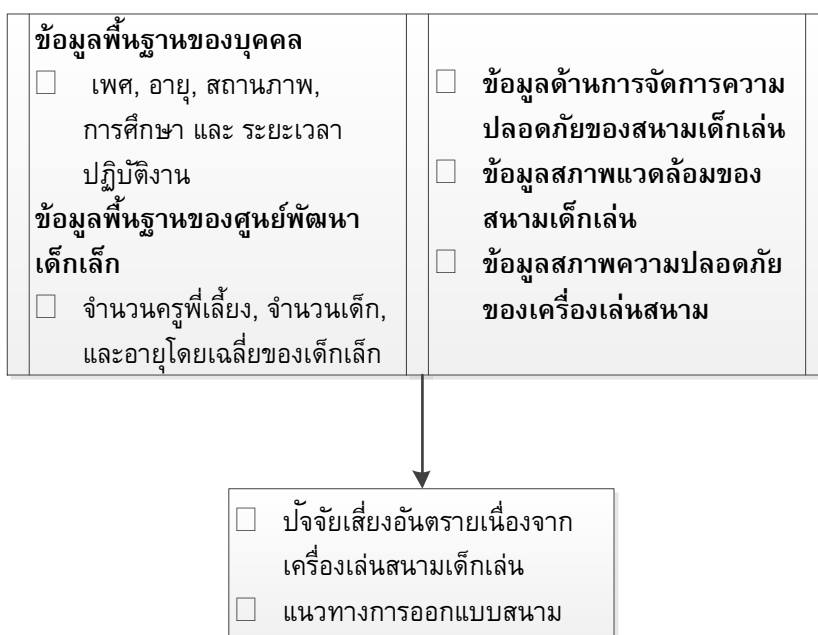 ข้อมูลพื้นฐานของบุคคล
☐ เพศ, อายุ, สถานภาพ,
การศึกษา และ ระยะเวลา
ปฏิบัติงาน
ข้อมูลพื้นฐานของศูนย์พัฒนา
เด็กเล็ก
☐ จำนวนครูพี่เลี้ยง, จำนวนเด็ก,
และอายุโดยเฉลี่ยของเด็กเล็ก
☐ ข้อมูลด้านการจัดการความ
ปลอดภัยของสนามเด็กเล่น
☐ ข้อมูลสภาพแวดล้อมของ
สนามเด็กเล่น
☐ ข้อมูลสภาพความปลอดภัย
ของเครื่องเล่นสนาม
☐ ปัจจัยเสี่ยงอันตรายเนื่องจาก
เครื่องเล่นสนามเด็กเล่น
☐ แนวทางการออกแบบสนาม